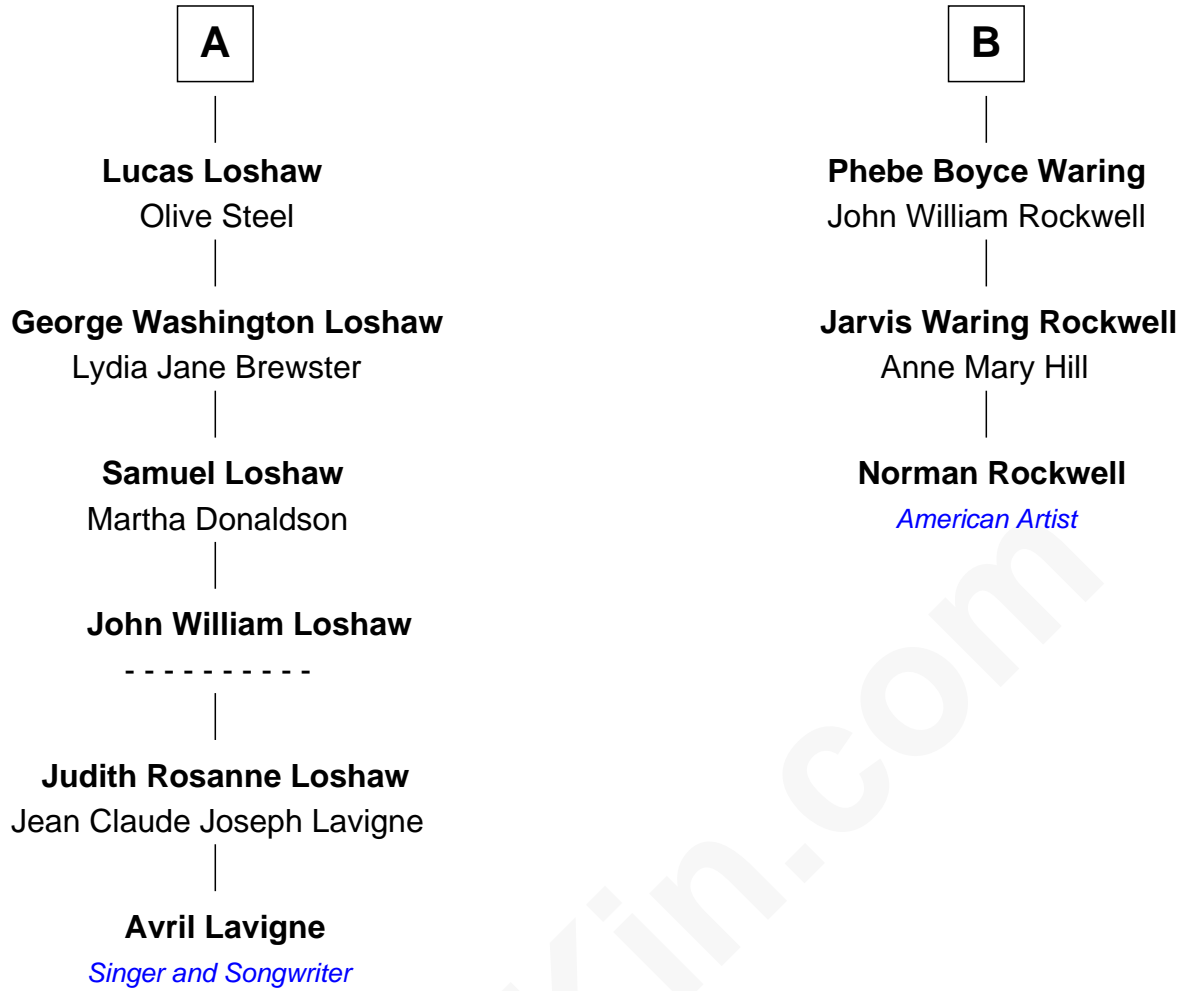 A
Lucas Loshaw
Olive Steel
George Washington Loshaw
Lydia Jane Brewster
Samuel Loshaw
Martha Donaldson
John William Loshaw
- - - - - - - - - -
Judith Rosanne Loshaw
Jean Claude Joseph Lavigne
Avril Lavigne
Singer and Songwriter
B
Phebe Boyce Waring
John William Rockwell
Jarvis Waring Rockwell
Anne Mary Hill
Norman Rockwell
American Artist
Kin.com